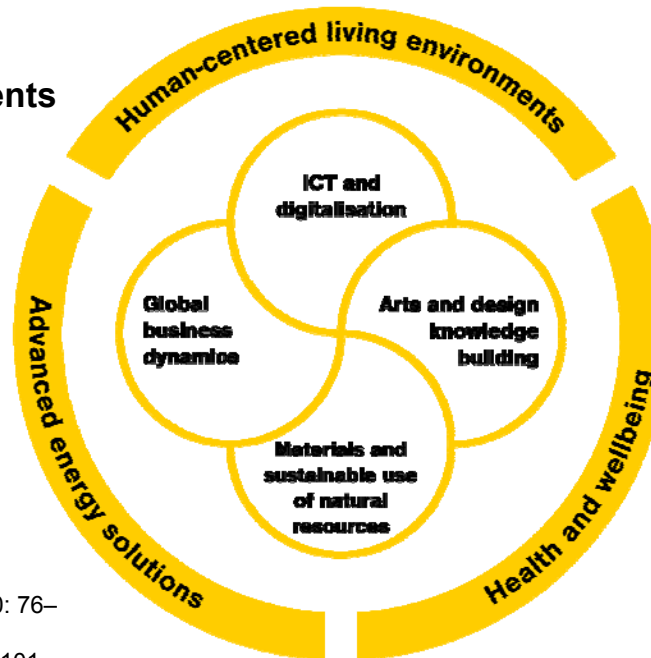 Human-centered living environments
ents
ICT and
digitalisation
Global
business
dynamics
Arts and design
knowledge
building
Materials and
sustainable use
of natural
resources
Advanced energy solutions
Health and wellbeing
): 76–